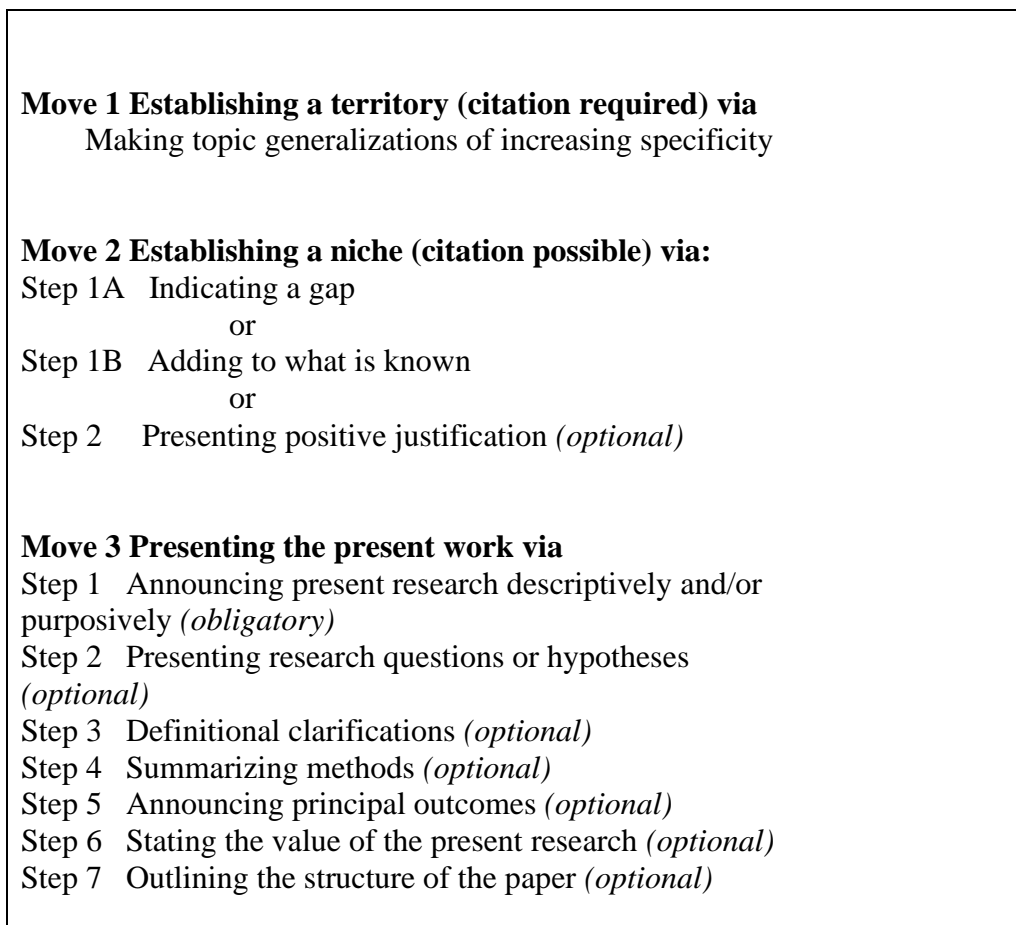 Move 1 Establishing a territory (citation required) via
Making topic generalizations of increasing specificity
Move 2 Establishing a niche (citation possible) via:
Step 1A Indicating a gap
or
Step 1B Adding to what is known
or
Step 2 Presenting positive justification (optional)
Move 3 Presenting the present work via
Step 1 Announcing present research descriptively and/or
purposively (obligatory)
Step 2 Presenting research questions or hypotheses
(optional)
Step 3 Definitional clarifications (optional)
Step 4 Summarizing methods (optional)
Step 5 Announcing principal outcomes (optional)
Step 6 Stating the value of the present research (optional)
Step 7 Outlining the structure of the paper (optional)